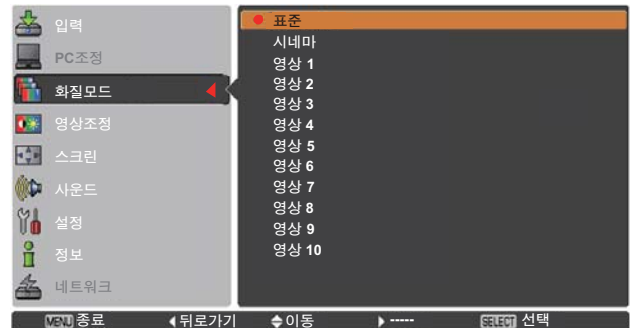 입력
PC조정
화질모드
영상조정
스크린
사운드
설정
정보
네트워크
표준
시네마
영상 1
영상 2
영상 3
영상 4
영상 5
영상 6
영상 7
영상 8
영상 9
영상 10
MENU 종료 뒤로가기 이동 ----- SELECT 선택